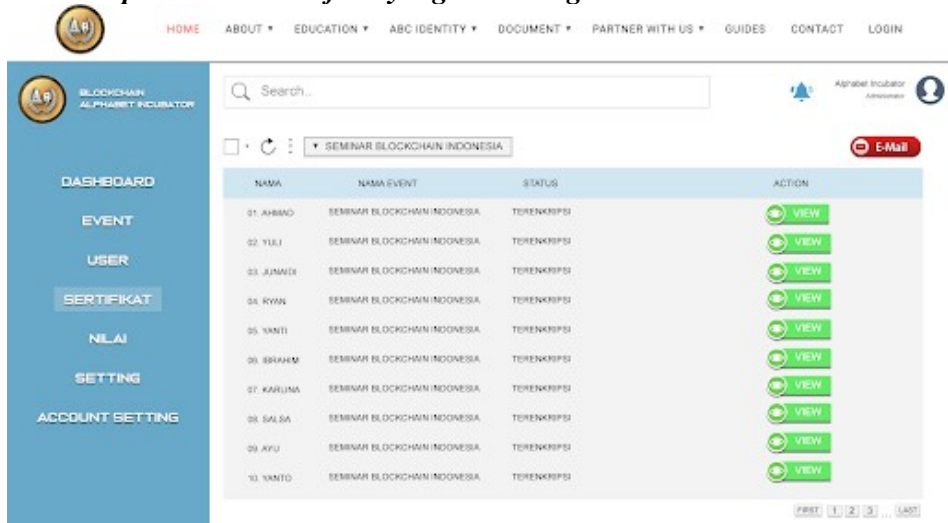 AB HOME ABOUT ▾ EDUCATION ▾ ABC IDENTITY ▾ DOCUMENT ▾ PARTNER WITH US ▾ GUIDES CONTACT LOGIN
AB BLOCKCHAIN
ALPHABET INCUBATOR
Search..
Alphabet Incubator
Administrator
▾ SEMINAR BLOCKCHAIN INDONESIA
E-Mail
DASHBOARD
EVENT
USER
SERTIFIKAT
NILAI
SETTING
ACCOUNT SETTING
NAMA NAMA EVENT STATUS ACTION
01. AHMAD SEMINAR BLOCKCHAIN INDONESIA TERENKRIPSI VIEW
02. YULI SEMINAR BLOCKCHAIN INDONESIA TERENKRIPSI VIEW
03. JUNAIDI SEMINAR BLOCKCHAIN INDONESIA TERENKRIPSI VIEW
04. RYAN SEMINAR BLOCKCHAIN INDONESIA TERENKRIPSI VIEW
05. YANTI SEMINAR BLOCKCHAIN INDONESIA TERENKRIPSI VIEW
06. IBRAHIM SEMINAR BLOCKCHAIN INDONESIA TERENKRIPSI VIEW
07. KARLINA SEMINAR BLOCKCHAIN INDONESIA TERENKRIPSI VIEW
08. SALSA SEMINAR BLOCKCHAIN INDONESIA TERENKRIPSI VIEW
09. AYU SEMINAR BLOCKCHAIN INDONESIA TERENKRIPSI VIEW
10. YANTO SEMINAR BLOCKCHAIN INDONESIA TERENKRIPSI VIEW
FIRST 1 2 3 ... LAST